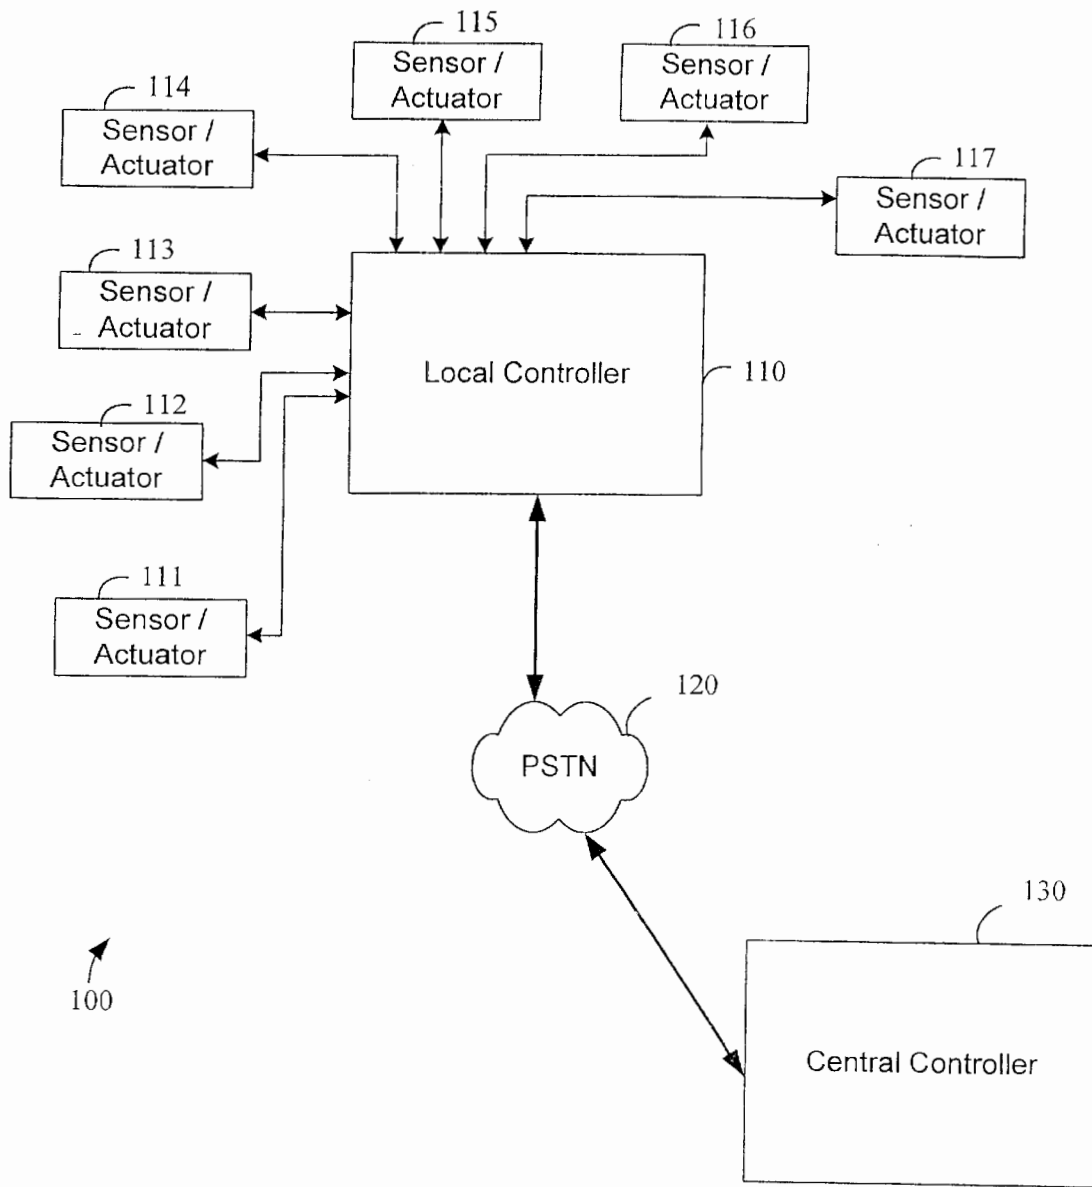 115
Sensor /
Actuator
116
Sensor /
Actuator
114
Sensor /
Actuator
117
Sensor /
Actuator
113
Sensor /
Actuator
Local Controller
110
112
Sensor /
Actuator
111
Sensor /
Actuator
120
PSTN
130
100
Central Controller